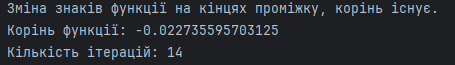 Зміна знаків функції на кінцях проміжку, корінь існує.
Корінь функції: -0.022735595703125
Кількість ітерацій: 14